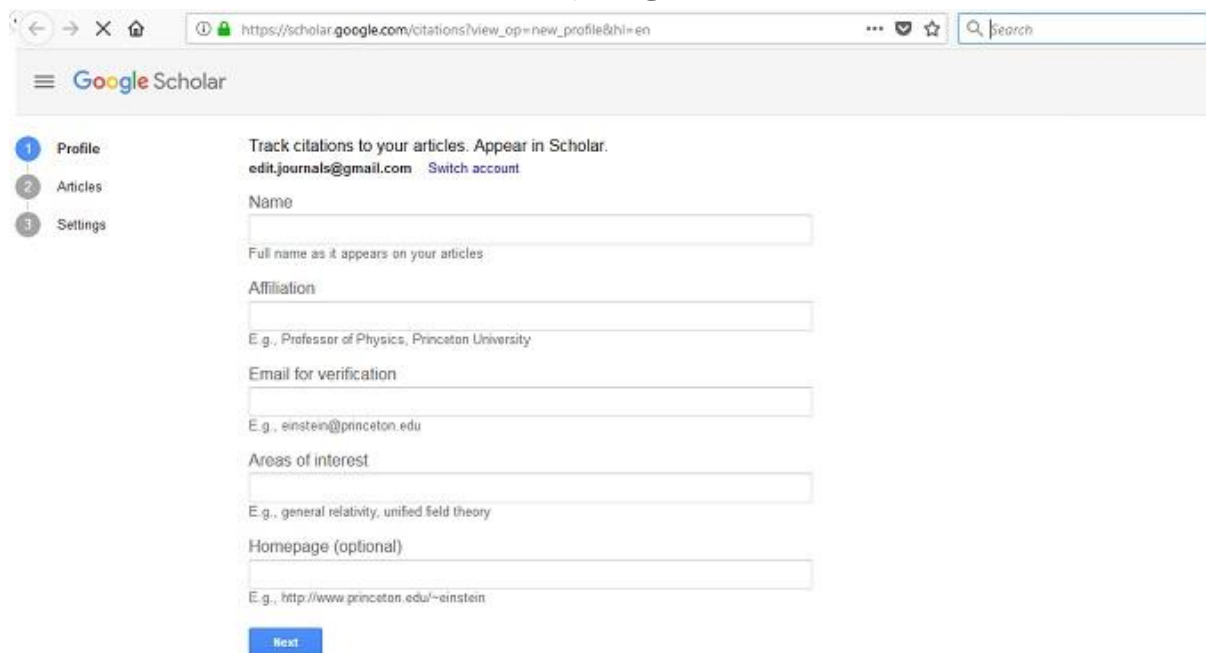 https://scholar.google.com/citations?view_op=new_profile&hl=en
Search
Google Scholar
1 Profile
2 Articles
3 Settings
Track citations to your articles. Appear in Scholar.
edit.journals@gmail.com Switch account
Name
Full name as it appears on your articles
Affiliation
E.g., Professor of Physics, Princeton University
Email for verification
E.g., einstein@princeton.edu
Areas of interest
E.g., general relativity, unified field theory
Homepage (optional)
E.g., http://www.princeton.edu/~einstein
Next